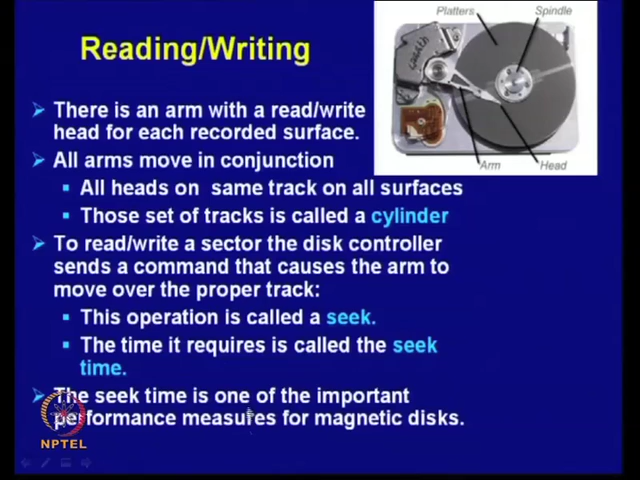 Reading/Writing
Platters
Spindle
Arm
Head
There is an arm with a read/write
head for each recorded surface.
All arms move in conjunction
All heads on same track on all surfaces
Those set of tracks is called a cylinder
To read/write a sector the disk controller
sends a command that causes the arm to
move over the proper track:
This operation is called a seek.
The time it requires is called the seek
time.
The seek time is one of the important
performance measures for magnetic disks.
NPTEL